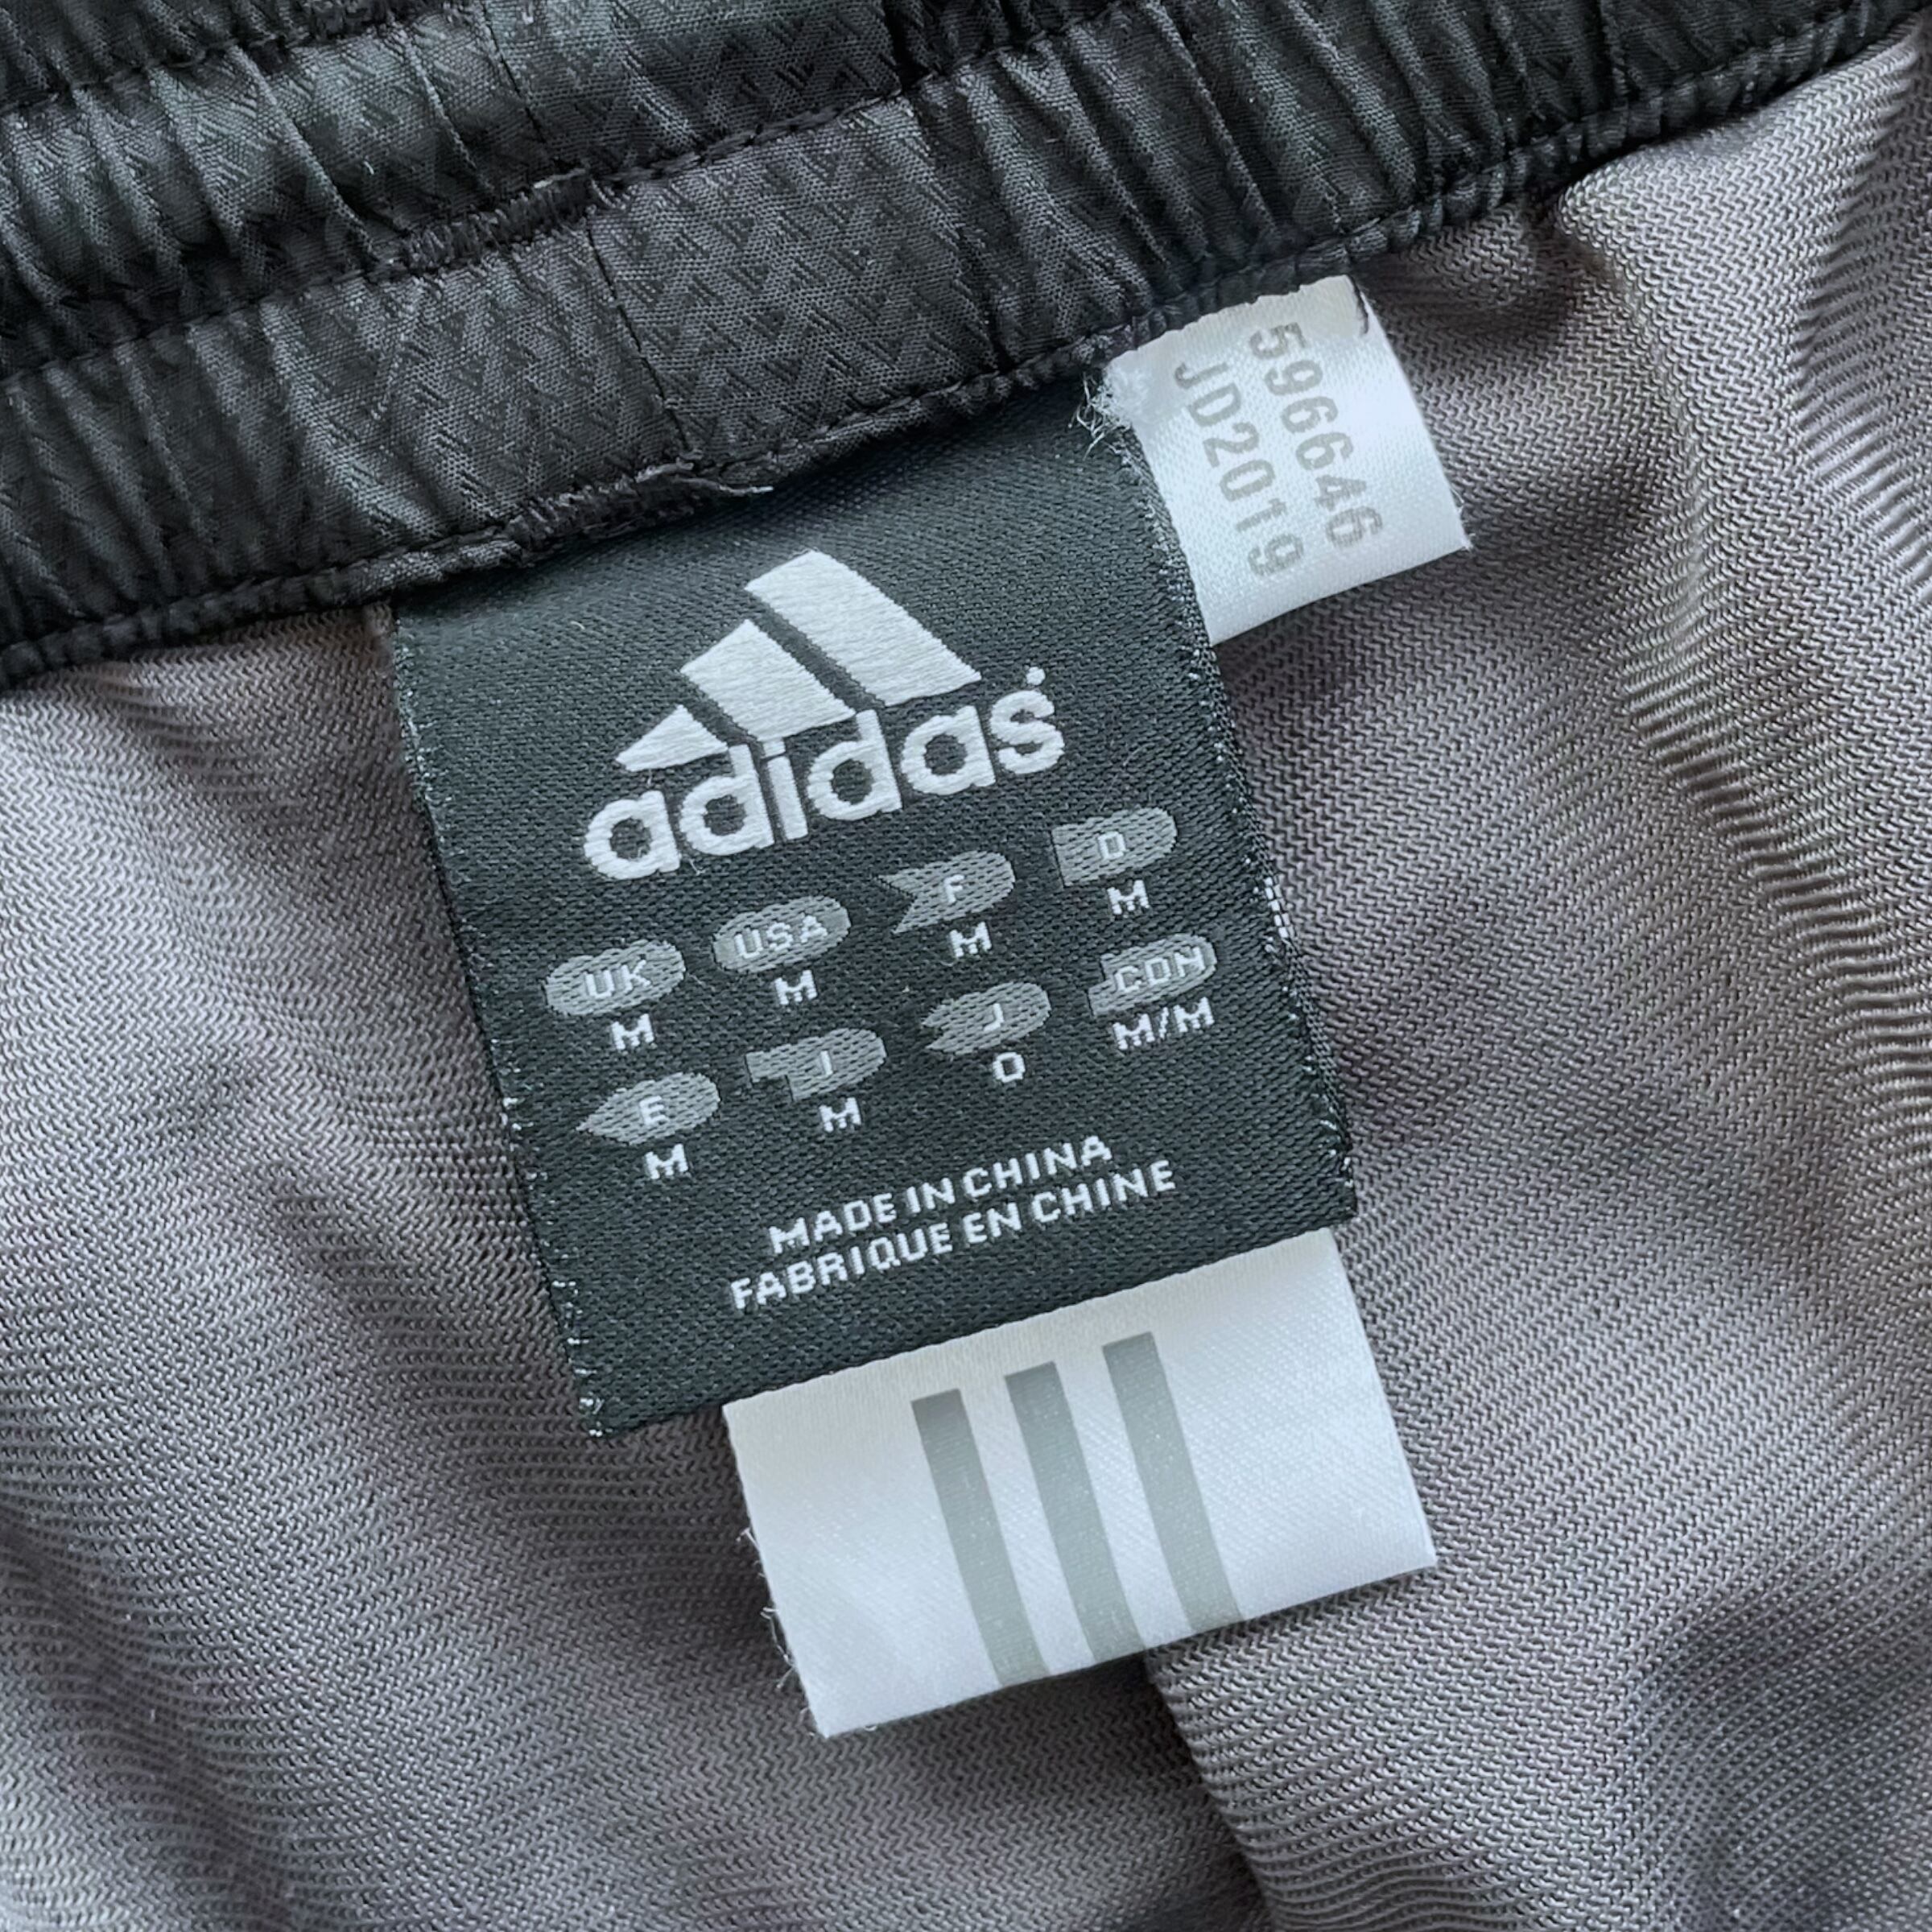 596646
JD2019
adidas
UK USA F D
M M M M
E I J CDN
M M O M/M
MADE IN CHINA
FABRIQUE EN CHINE